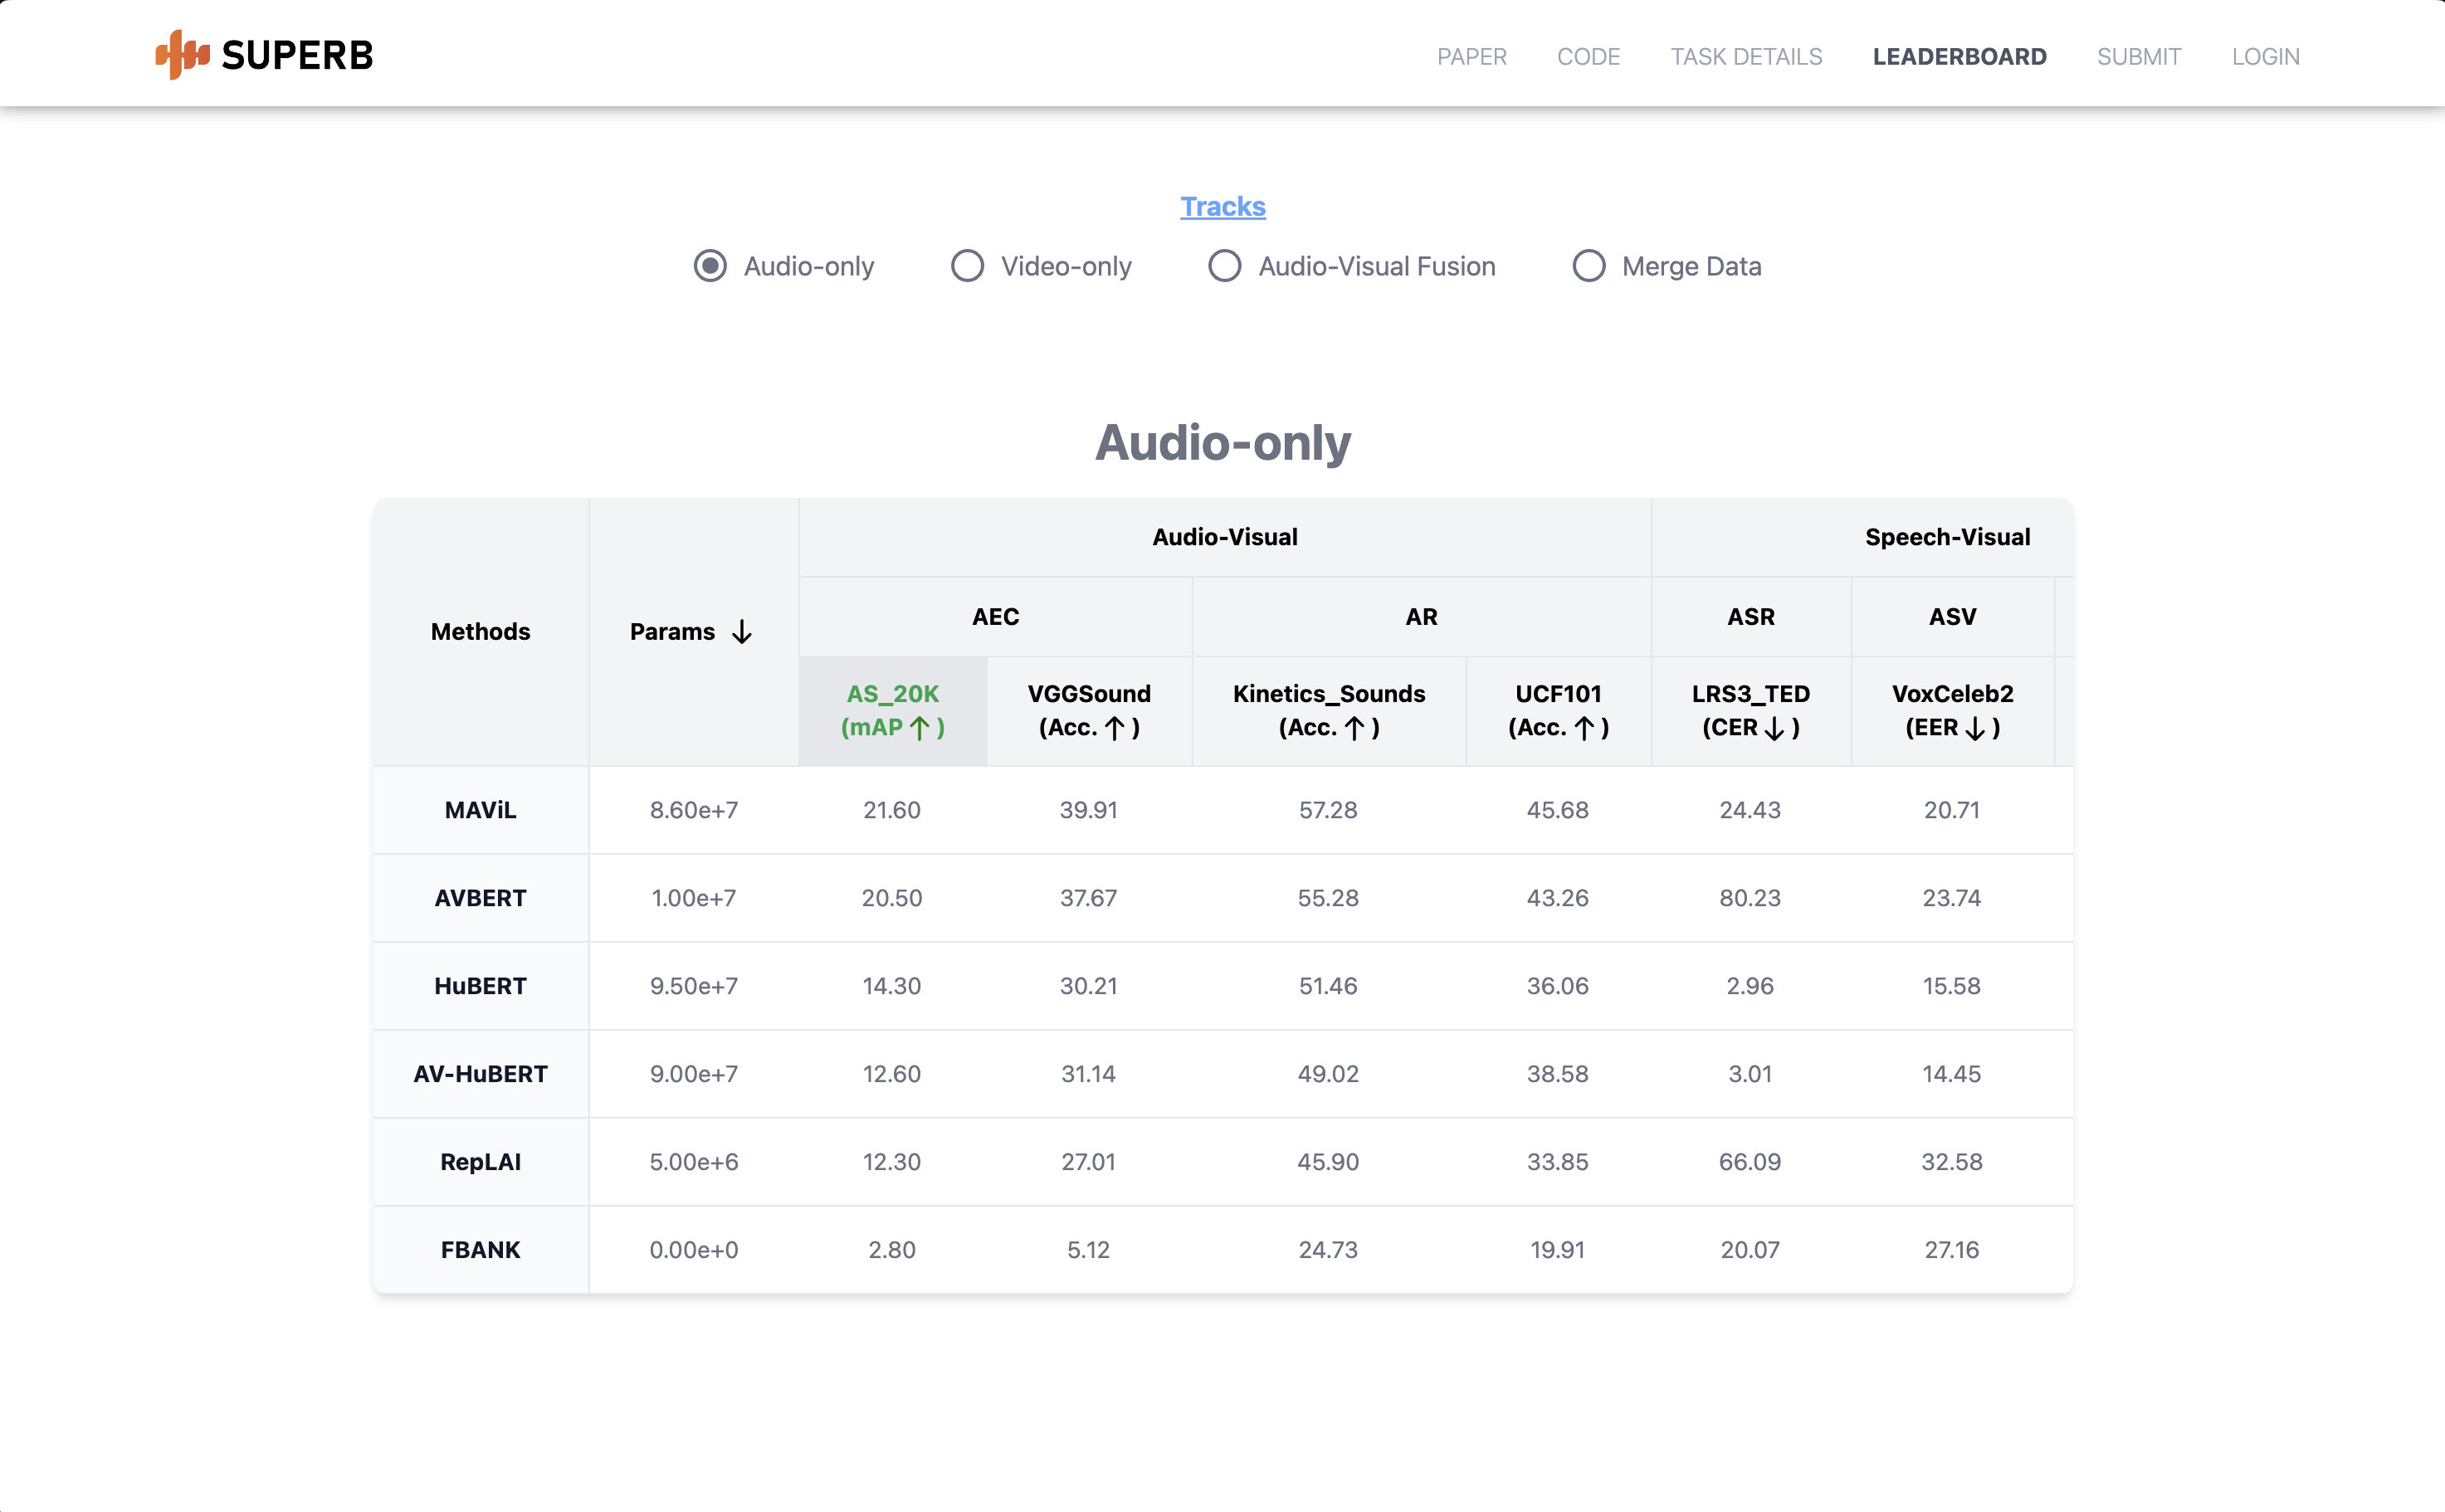 SUPERB
PAPER CODE TASK DETAILS LEADERBOARD SUBMIT LOGIN
Tracks
Audio-only Video-only Audio-Visual Fusion Merge Data
Audio-only
Methods Params ↓ Audio-Visual Speech-Visual
AEC AR ASR ASV
AS_20K (mAP ↑ ) VGGSound (Acc. ↑ ) Kinetics_Sounds (Acc. ↑ ) UCF101 (Acc. ↑ ) LRS3_TED (CER ↓ ) VoxCeleb2 (EER ↓ )
MAViL 8.60e+7 21.60 39.91 57.28 45.68 24.43 20.71
AVBERT 1.00e+7 20.50 37.67 55.28 43.26 80.23 23.74
HuBERT 9.50e+7 14.30 30.21 51.46 36.06 2.96 15.58
AV-HuBERT 9.00e+7 12.60 31.14 49.02 38.58 3.01 14.45
RepLAI 5.00e+6 12.30 27.01 45.90 33.85 66.09 32.58
FBANK 0.00e+0 2.80 5.12 24.73 19.91 20.07 27.16